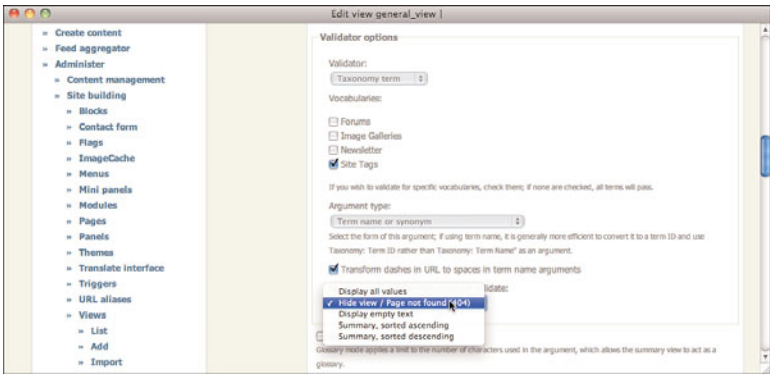 Edit view general_view |
» Create content
» Feed aggregator
» Administer
» Content management
» Site building
» Blocks
» Contact form
» Flags
» ImageCache
» Menus
» Mini panels
» Modules
» Pages
» Panels
» Themes
» Translate interface
» Triggers
» URL aliases
» Views
» List
» Add
» Import
Validator options
Validator:
Taxonomy term
Vocabularies:
Forums
Image Galleries
Newsletter
Site Tags
If you wish to validate for specific vocabularies, check them; if none are checked, all terms will pass.
Argument type:
Term name or synonym
Select the form of this argument; if using term name, it is generally more efficient to convert it to a term ID and use
Taxonomy: Term ID rather than Taxonomy: Term Name" as an argument.
Transform dashes in URL to spaces in term name arguments
idate:
Display all values
✓ Hide view / Page not found (404)
Display empty text
Summary, sorted ascending
Summary, sorted descending
Glossary mode applies a limit to the number of characters used in the argument, which allows the summary view to act as a
glossary.